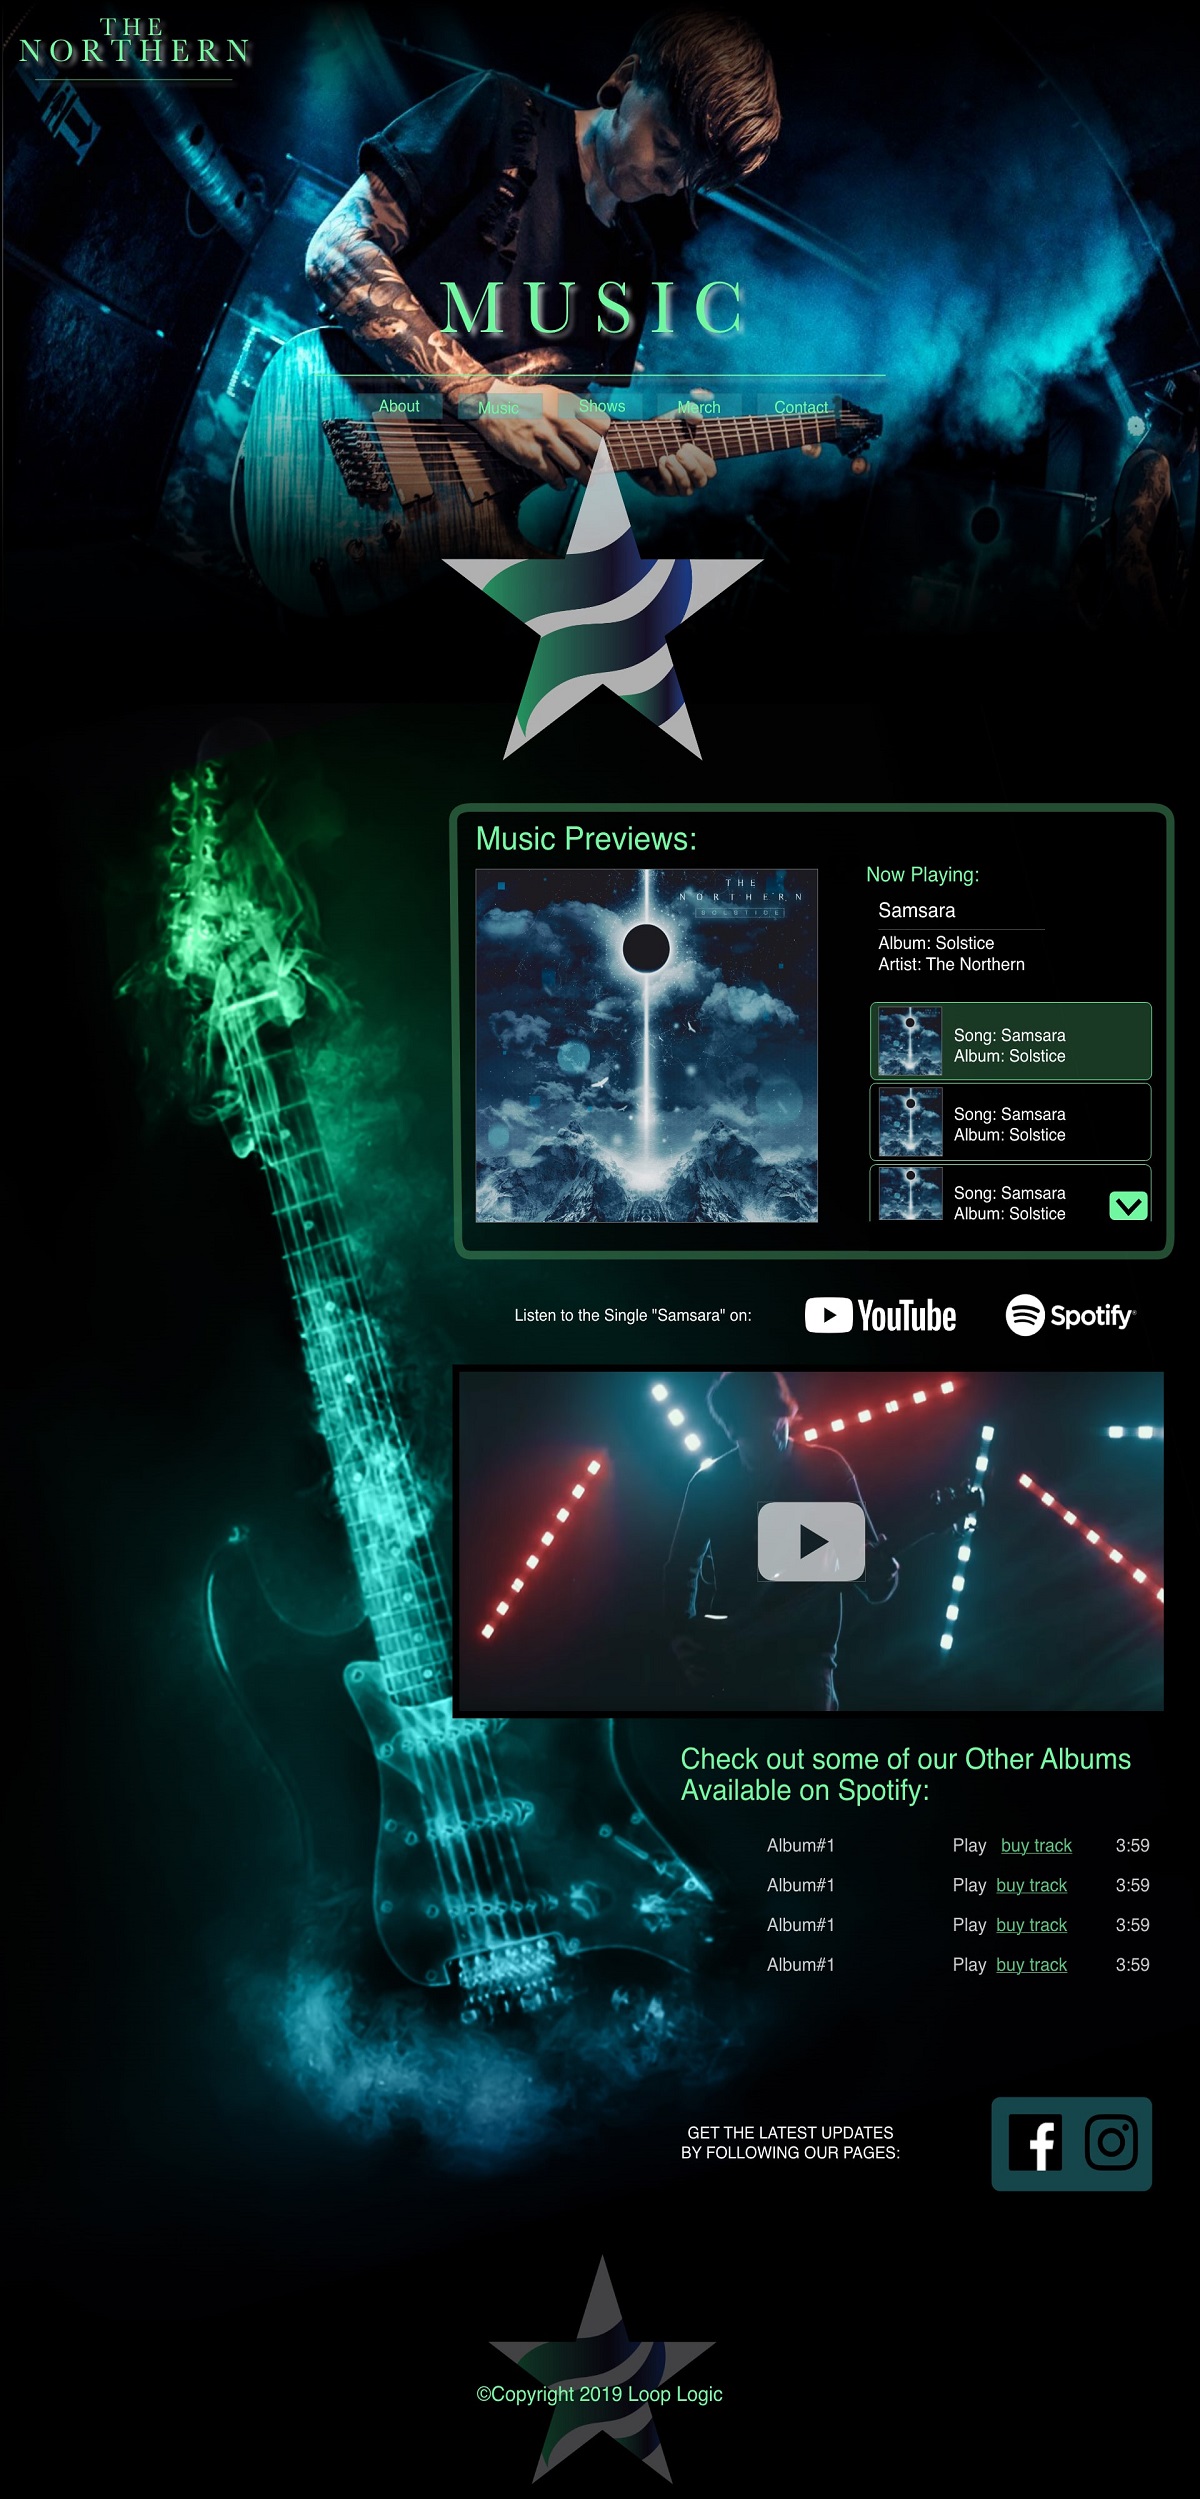 THE
NORTHERN
MUSIC
About Music Shows Merch Contact
Music Previews:
THE
NORTHERN
SOLSTICE
Now Playing:
Samsara
Album: Solstice
Artist: The Northern
Song: Samsara
Album: Solstice
Song: Samsara
Album: Solstice
Song: Samsara
Album: Solstice
Listen to the Single "Samsara" on:
YouTube
Spotify
Check out some of our Other Albums
Available on Spotify:
Album#1 Play buy track 3:59
Album#1 Play buy track 3:59
Album#1 Play buy track 3:59
Album#1 Play buy track 3:59
GET THE LATEST UPDATES
BY FOLLOWING OUR PAGES:
©Copyright 2019 Loop Logic